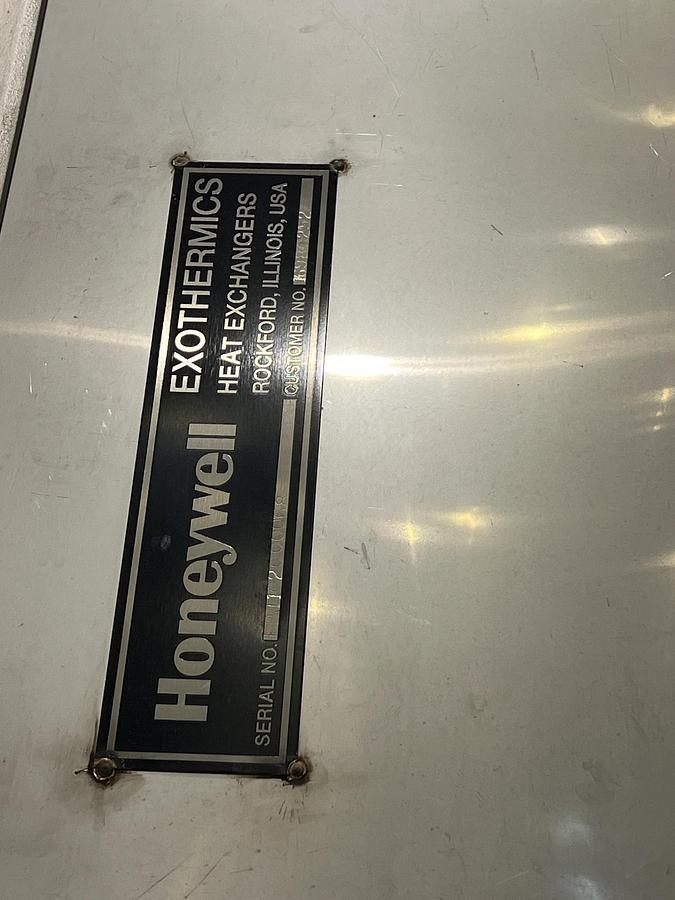 Honeywell
EXOTHERMICS
HEAT EXCHANGERS
ROCKFORD, ILLINOIS, USA
SERIAL NO.
CUSTOMER NO.